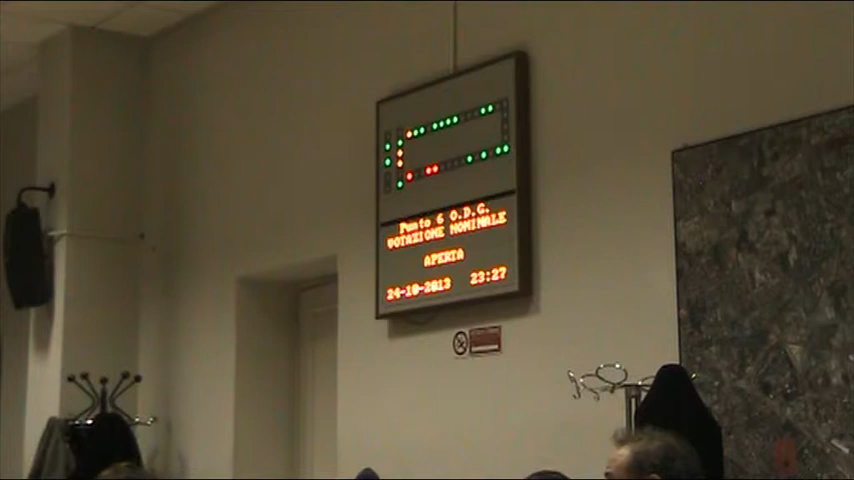 Punto 6 O.D.G.
VOTAZIONE NOMINALE
APERTA
24-10-2013 23:27